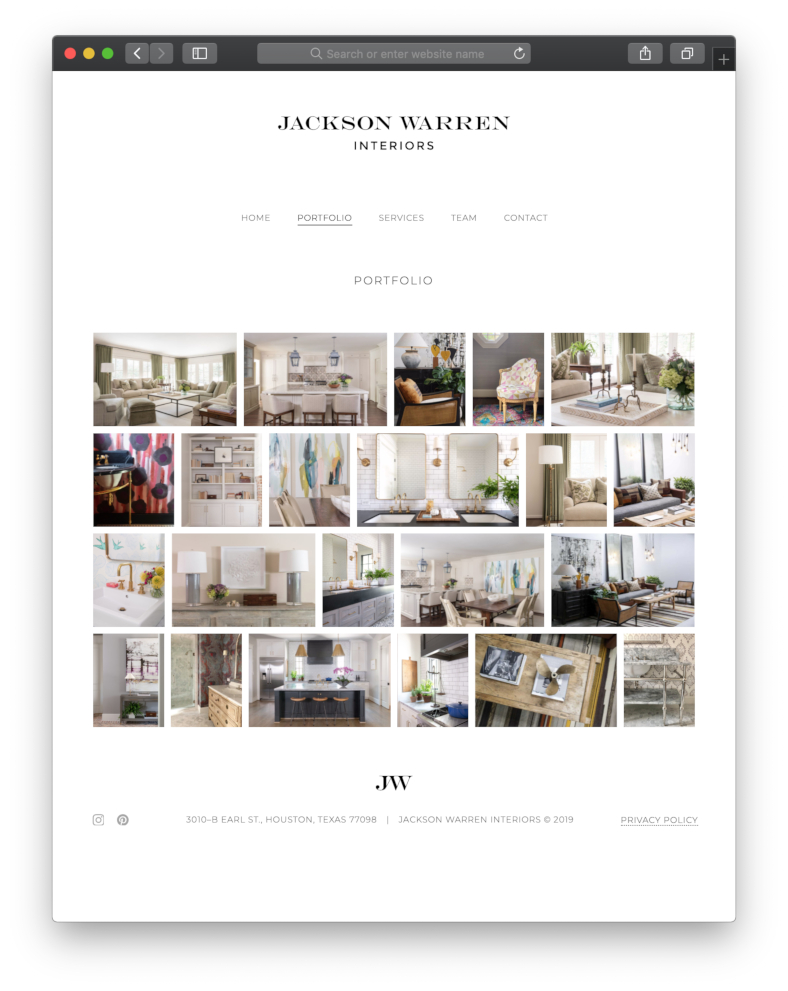 Search or enter website name
JACKSON WARREN
INTERIORS
HOME PORTFOLIO SERVICES TEAM CONTACT
PORTFOLIO
JW
3010–B EARL ST., HOUSTON, TEXAS 77098 | JACKSON WARREN INTERIORS © 2019 PRIVACY POLICY